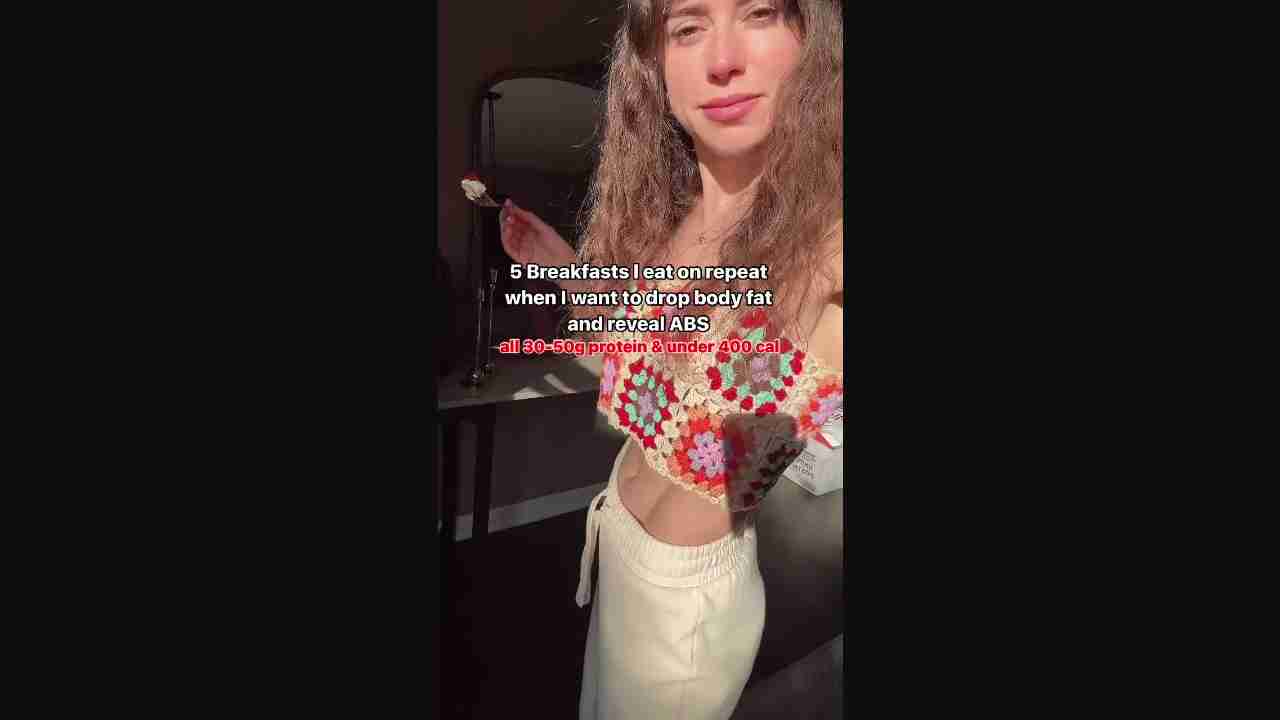 5 Breakfasts I eat on repeat
when I want to drop body fat
and reveal ABS
all 30-50g protein & under 400 cal